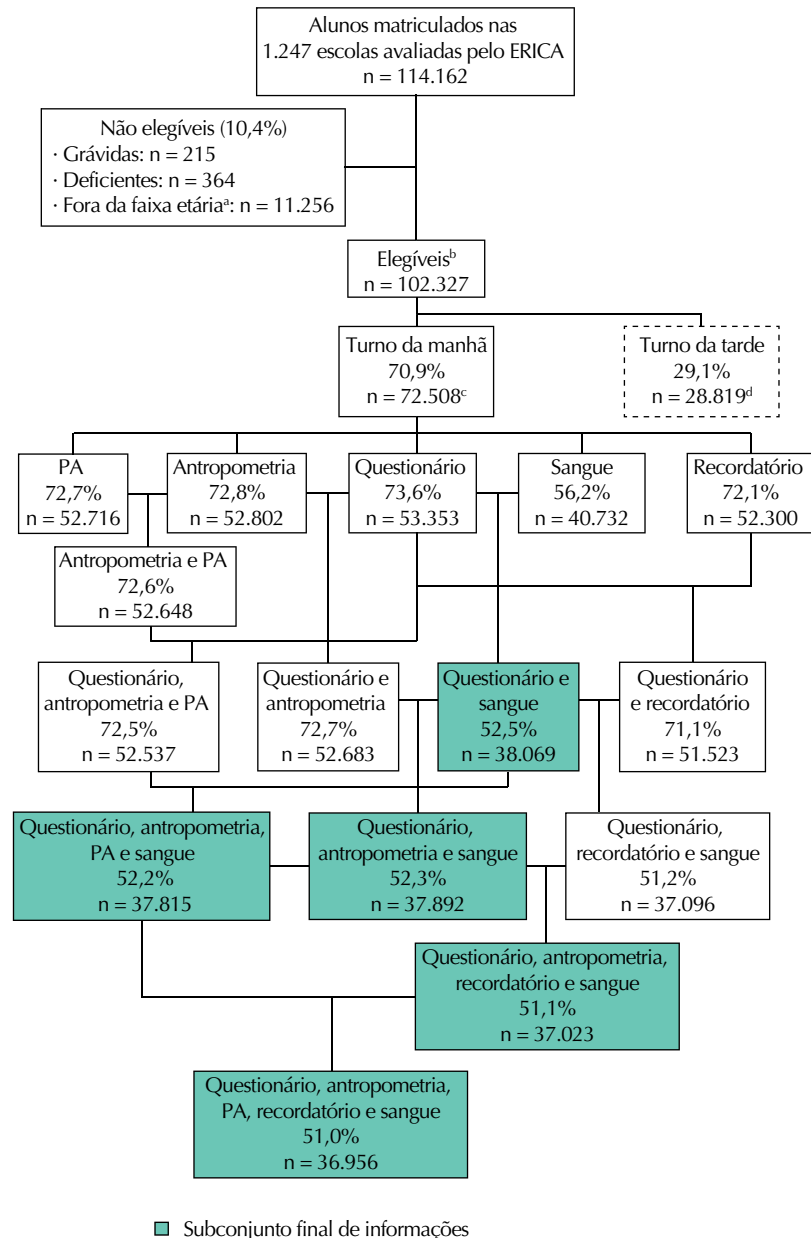 Alunos matriculados nas
1.247 escolas avaliadas pelo ERICA
n = 114.162
Não elegíveis (10,4%)
· Grávidas: n = 215
· Deficientes: n = 364
· Fora da faixa etáriaᵃ: n = 11.256
Elegíveisᵇ
n = 102.327
Turno da manhã
70,9%
n = 72.508ᶜ
Turno da tarde
29,1%
n = 28.819ᵈ
PA
72,7%
n = 52.716
Antropometria
72,8%
n = 52.802
Questionário
73,6%
n = 53.353
Sangue
56,2%
n = 40.732
Recordatório
72,1%
n = 52.300
Antropometria e PA
72,6%
n = 52.648
Questionário,
antropometria e PA
72,5%
n = 52.537
Questionário e
antropometria
72,7%
n = 52.683
Questionário e
sangue
52,5%
n = 38.069
Questionário
e recordatório
71,1%
n = 51.523
Questionário, antropometria,
PA e sangue
52,2%
n = 37.815
Questionário,
antropometria e sangue
52,3%
n = 37.892
Questionário,
recordatório e sangue
51,2%
n = 37.096
Questionário, antropometria,
recordatório e sangue
51,1%
n = 37.023
Questionário, antropometria,
PA, recordatório e sangue
51,0%
n = 36.956
Subconjunto final de informações